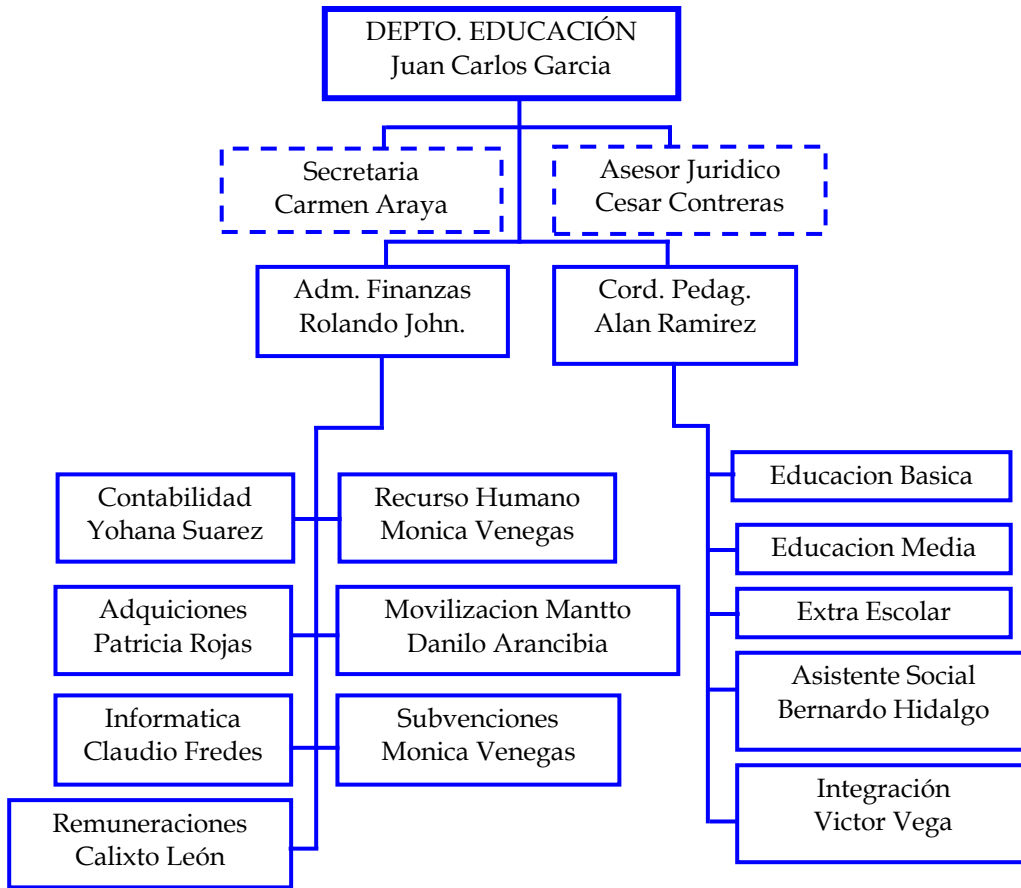 DEPTO. EDUCACIÓN
Juan Carlos Garcia
Secretaria
Carmen Araya
Asesor Juridico
Cesar Contreras
Adm. Finanzas
Rolando John.
Cord. Pedag.
Alan Ramirez
Contabilidad
Yohana Suarez
Recurso Humano
Monica Venegas
Adquiciones
Patricia Rojas
Movilizacion Mantto
Danilo Arancibia
Informatica
Claudio Fredes
Subvenciones
Monica Venegas
Remuneraciones
Calixto León
Educacion Basica
Educacion Media
Extra Escolar
Asistente Social
Bernardo Hidalgo
Integración
Victor Vega